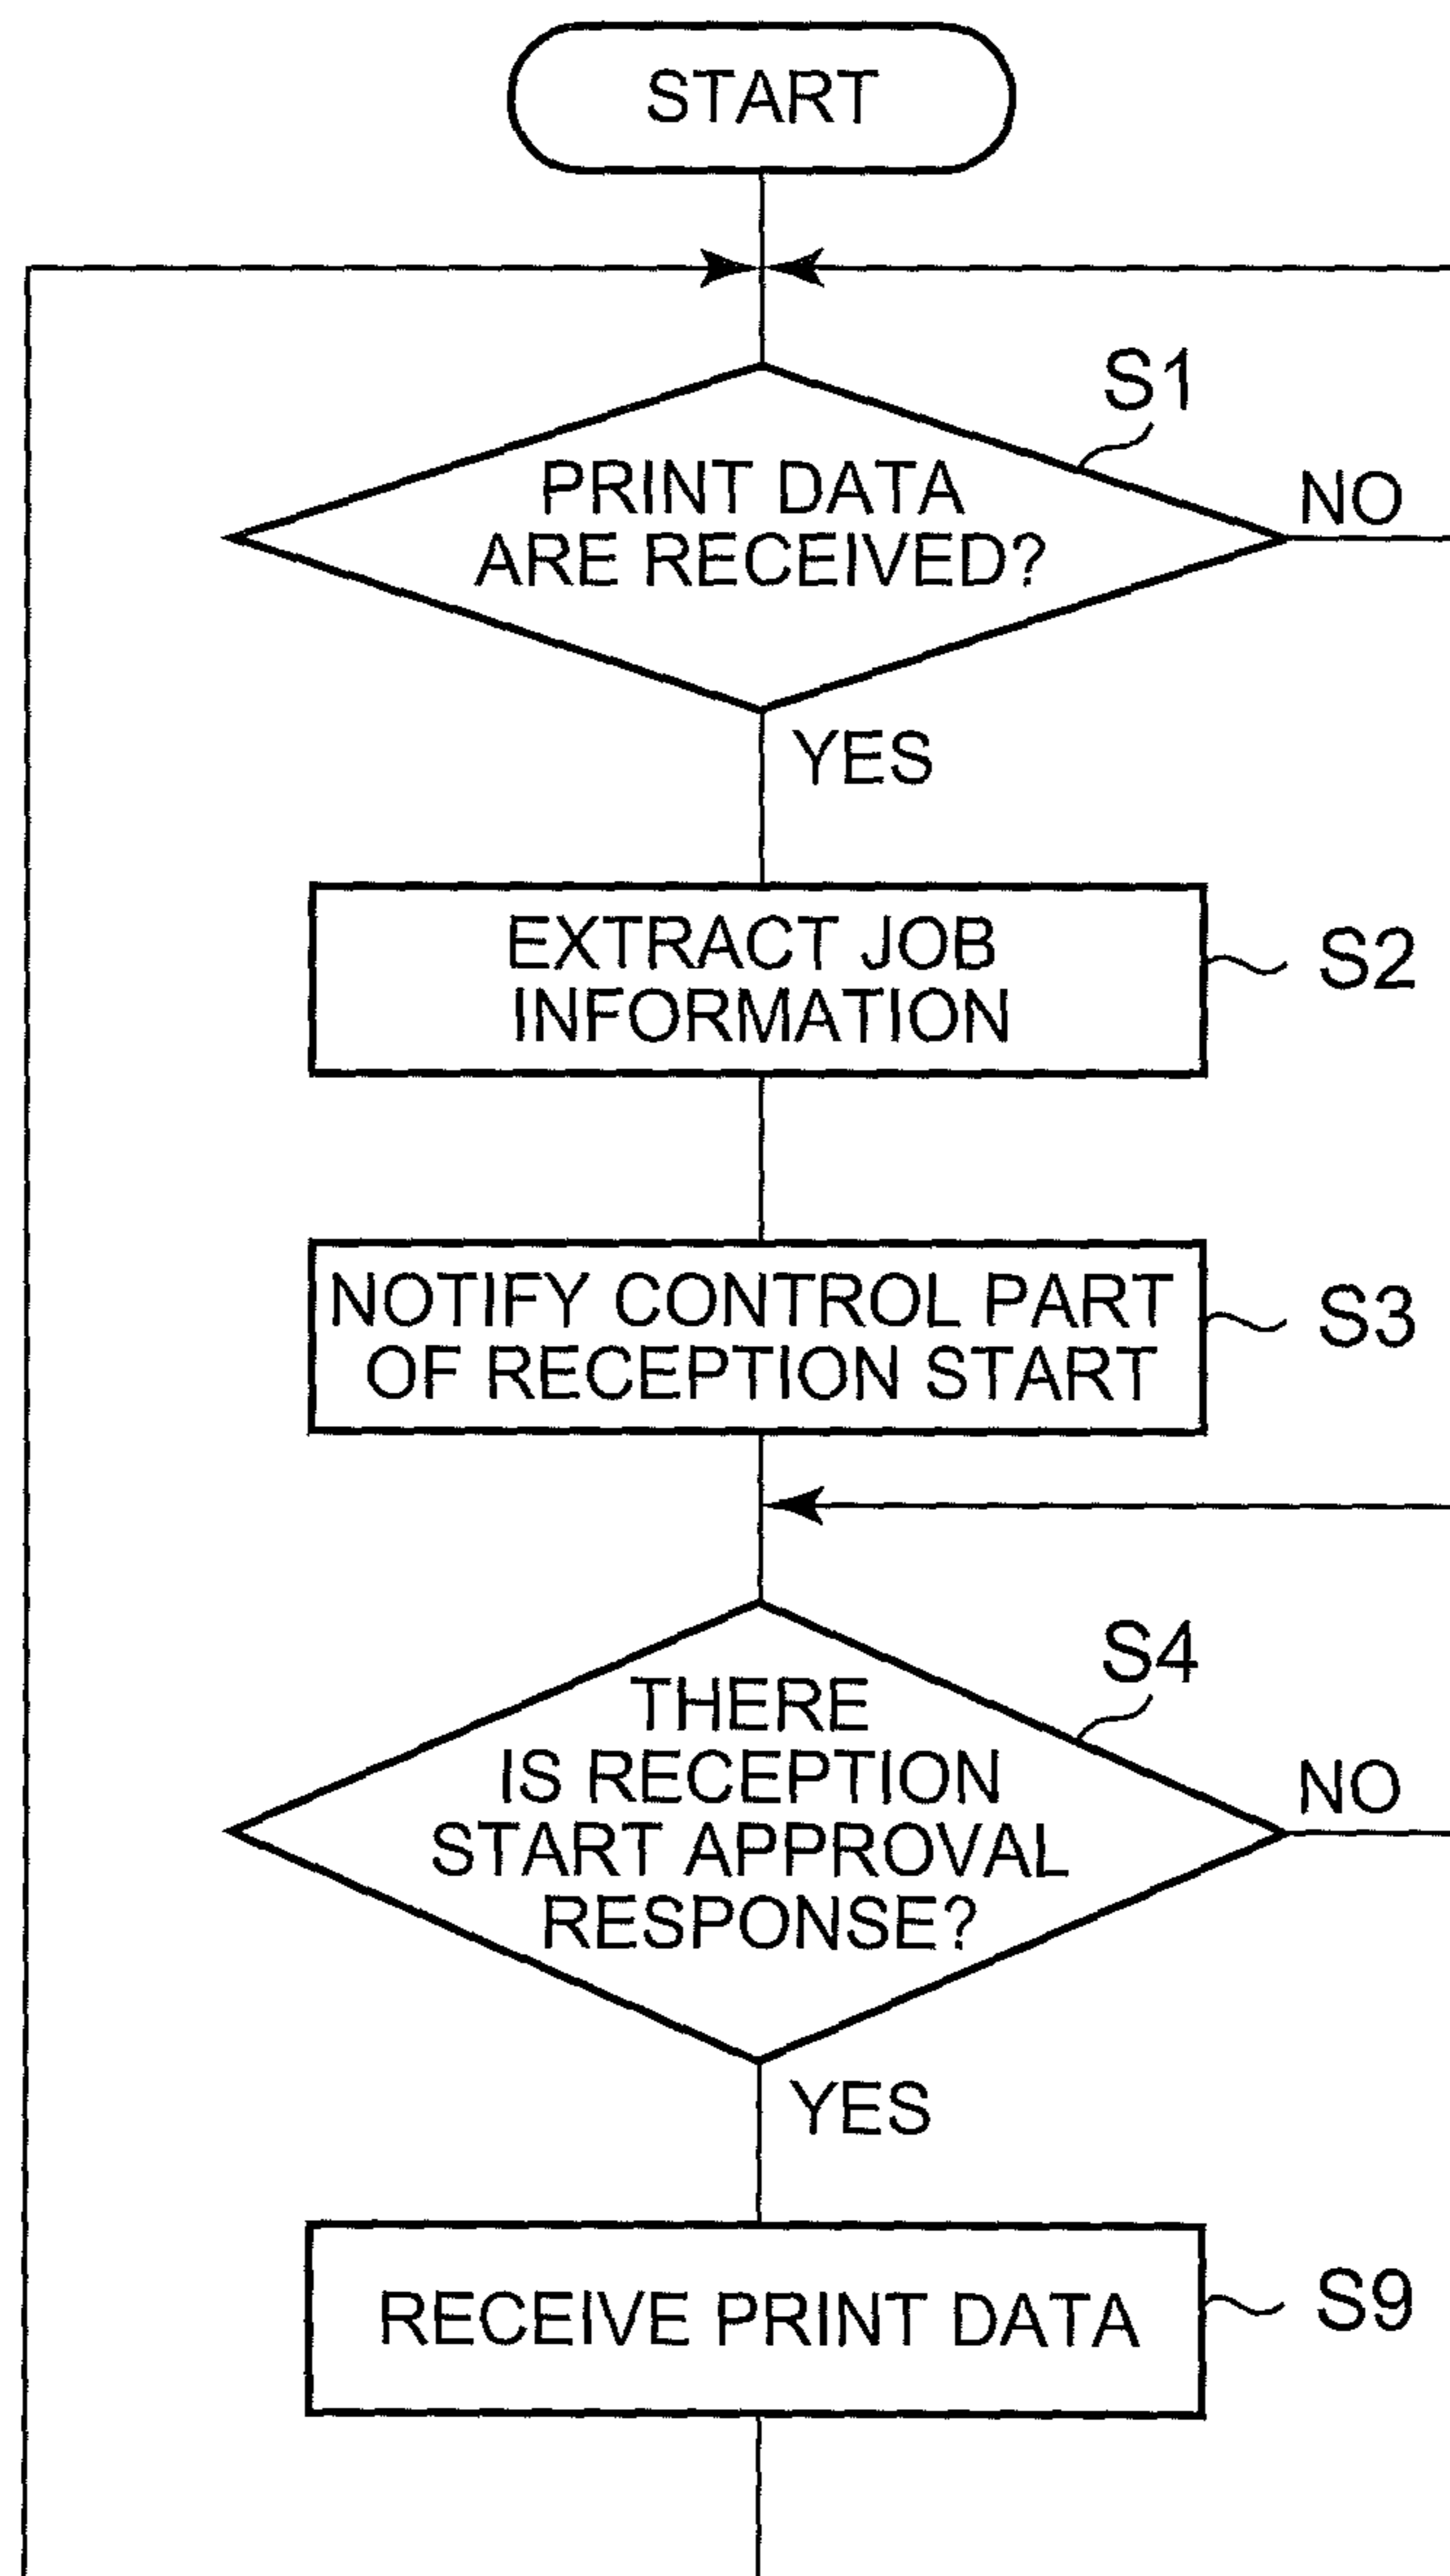 START
S1
PRINT DATA
ARE RECEIVED?
NO
YES
EXTRACT JOB
INFORMATION
S2
NOTIFY CONTROL PART
OF RECEPTION START
S3
S4
THERE
IS RECEPTION
START APPROVAL
RESPONSE?
NO
YES
RECEIVE PRINT DATA
S9